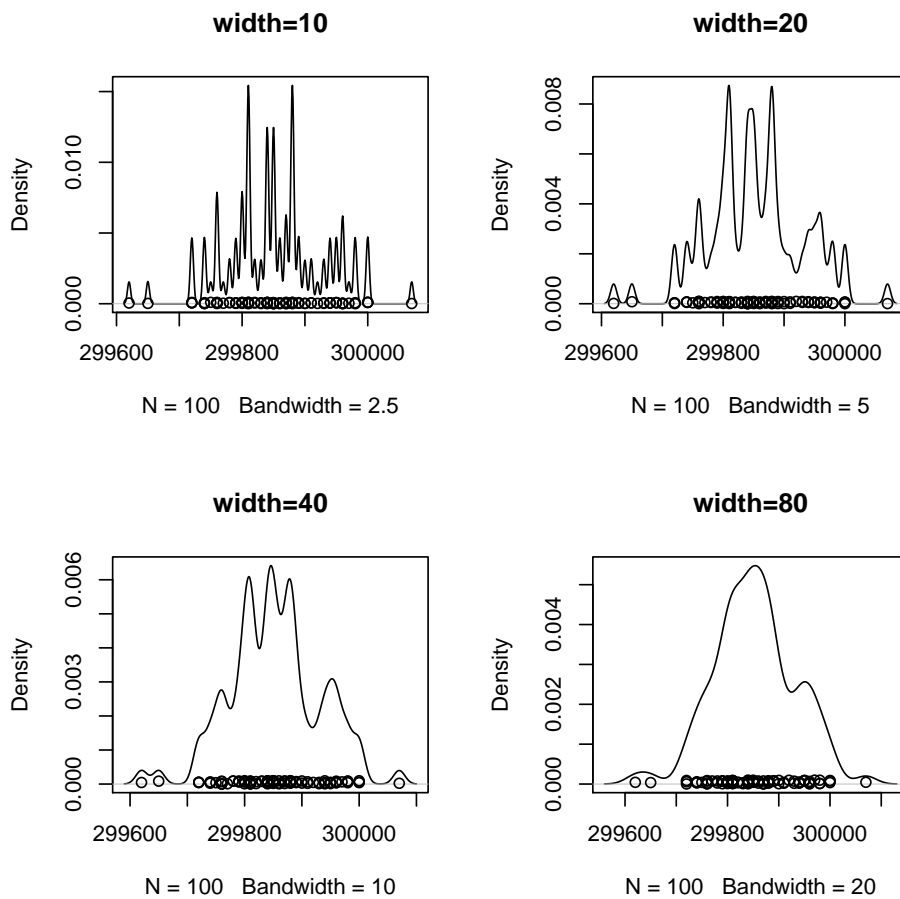 width=10
Density
0.000
0.010
299600
299800
300000
N = 100   Bandwidth = 2.5
width=20
Density
0.000
0.004
0.008
299600
299800
300000
N = 100   Bandwidth = 5
width=40
Density
0.000
0.003
0.006
299600
299800
300000
N = 100   Bandwidth = 10
width=80
Density
0.000
0.002
0.004
299600
299800
300000
N = 100   Bandwidth = 20